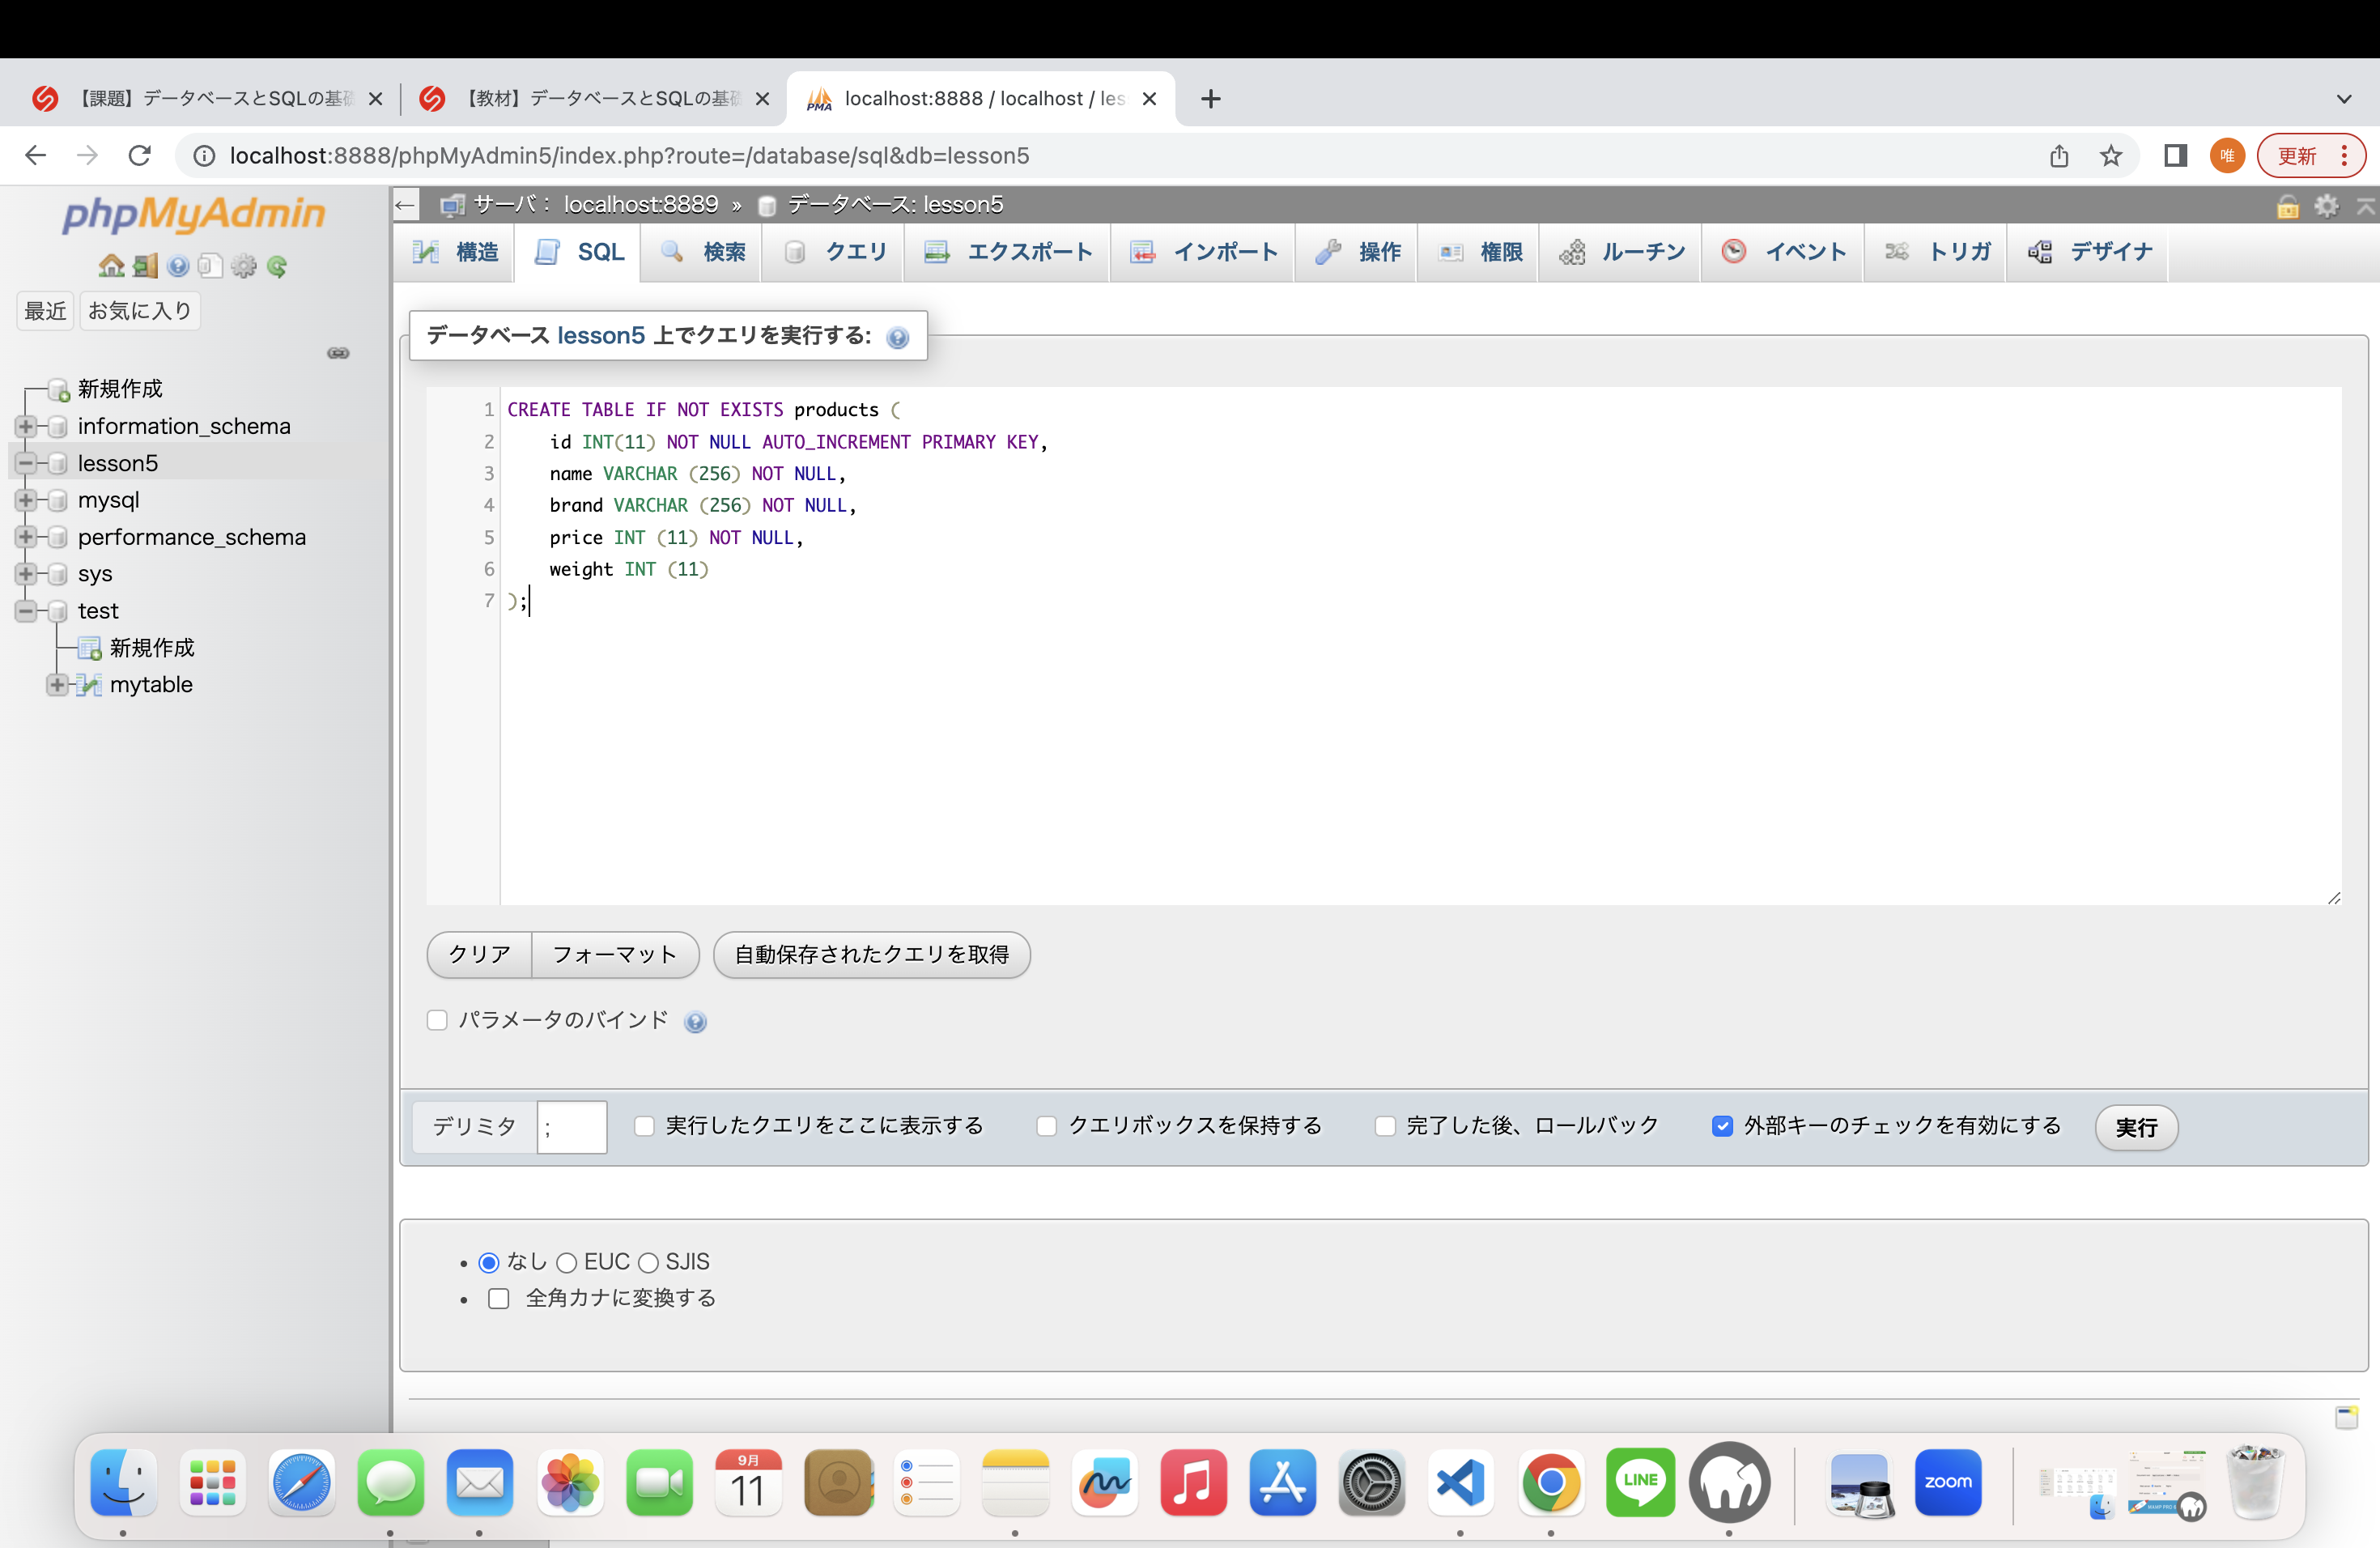 【課題】データベースとSQLの基礎
【教材】データベースとSQLの基礎
PMA
localhost:8888 / localhost / les
localhost:8888/phpMyAdmin5/index.php?route=/database/sql&db=lesson5
唯
更新
phpMyAdmin
最近
お気に入り
新規作成
information_schema
lesson5
mysql
performance_schema
sys
test
新規作成
mytable
サーバ: localhost:8889 » データベース: lesson5
構造
SQL
検索
クエリ
エクスポート
インポート
操作
権限
ルーチン
イベント
トリガ
デザイナ
データベース lesson5 上でクエリを実行する:
1 CREATE TABLE IF NOT EXISTS products (
2 id INT(11) NOT NULL AUTO_INCREMENT PRIMARY KEY,
3 name VARCHAR (256) NOT NULL,
4 brand VARCHAR (256) NOT NULL,
5 price INT (11) NOT NULL,
6 weight INT (11)
7 );
クリア
フォーマット
自動保存されたクエリを取得
パラメータのバインド
デリミタ ;
実行したクエリをここに表示する
クエリボックスを保持する
完了した後、ロールバック
外部キーのチェックを有効にする
実行
なし EUC SJIS
全角カナに変換する
9月
11
LINE
zoom